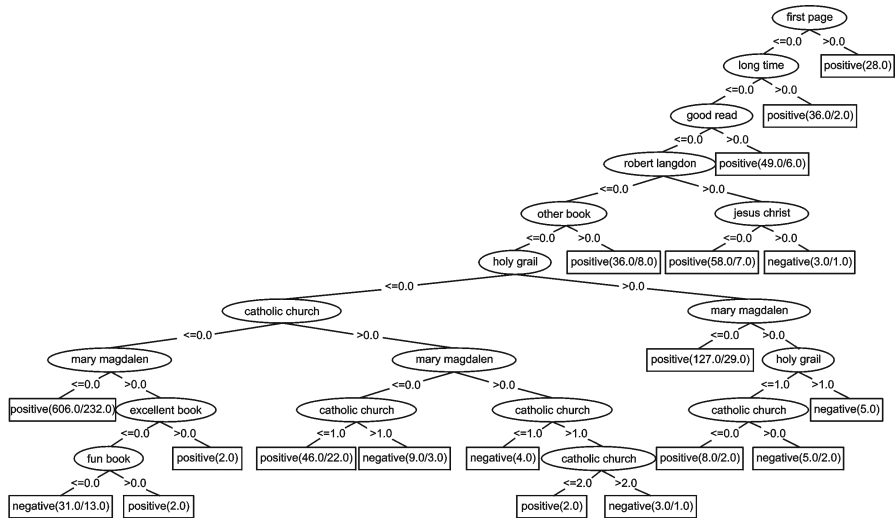 first page
<=0.0 >0.0
long time positive(28.0)
<=0.0 >0.0
good read positive(36.0/2.0)
<=0.0 >0.0
robert langdon positive(49.0/6.0)
<=0.0 >0.0
other book jesus christ
<=0.0 >0.0 <=0.0 >0.0
holy grail positive(36.0/8.0) positive(58.0/7.0) negative(3.0/1.0)
<=0.0 >0.0
catholic church mary magdalen
<=0.0 >0.0 <=0.0 >0.0
mary magdalen mary magdalen positive(127.0/29.0) holy grail
<=0.0 >0.0 <=0.0 >0.0 <=1.0 >1.0
positive(606.0/232.0) excellent book catholic church catholic church catholic church negative(5.0)
<=0.0 >0.0 <=1.0 >1.0 <=1.0 >1.0 <=0.0 >0.0
fun book positive(2.0) positive(46.0/22.0) negative(9.0/3.0) negative(4.0) catholic church positive(8.0/2.0) negative(5.0/2.0)
<=0.0 >0.0 <=2.0 >2.0
negative(31.0/13.0) positive(2.0) positive(2.0) negative(3.0/1.0)